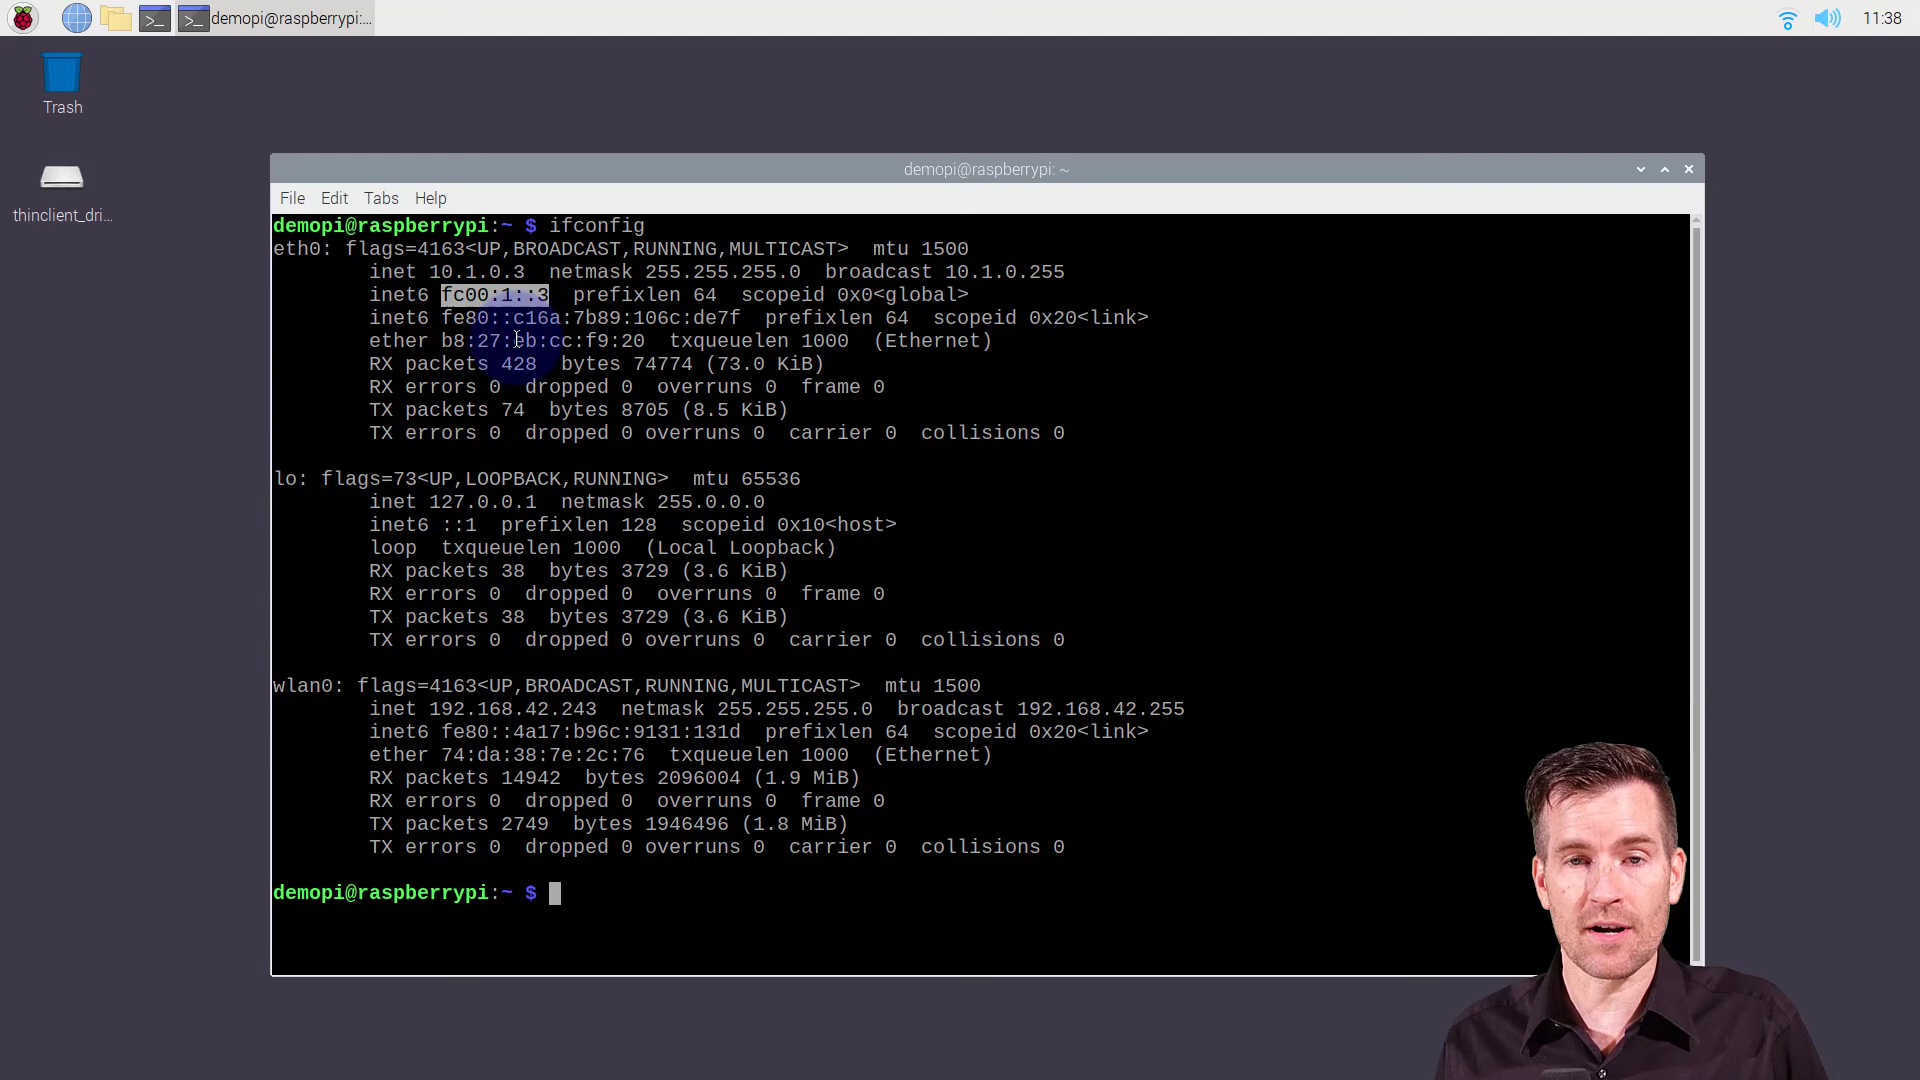 demopi@raspberrypi:...
11:38
Trash
thinclient_dri...
demopi@raspberrypi: ~
File Edit Tabs Help
demopi@raspberrypi:~ $ ifconfig
eth0: flags=4163<UP,BROADCAST,RUNNING,MULTICAST>  mtu 1500
        inet 10.1.0.3  netmask 255.255.255.0  broadcast 10.1.0.255
        inet6 fc00:1::3  prefixlen 64  scopeid 0x0<global>
        inet6 fe80::c16a:7b89:106c:de7f  prefixlen 64  scopeid 0x20<link>
        ether b8:27:eb:cc:f9:20  txqueuelen 1000  (Ethernet)
        RX packets 428  bytes 74774 (73.0 KiB)
        RX errors 0  dropped 0  overruns 0  frame 0
        TX packets 74  bytes 8705 (8.5 KiB)
        TX errors 0  dropped 0 overruns 0  carrier 0  collisions 0
lo: flags=73<UP,LOOPBACK,RUNNING>  mtu 65536
        inet 127.0.0.1  netmask 255.0.0.0
        inet6 ::1  prefixlen 128  scopeid 0x10<host>
        loop  txqueuelen 1000  (Local Loopback)
        RX packets 38  bytes 3729 (3.6 KiB)
        RX errors 0  dropped 0  overruns 0  frame 0
        TX packets 38  bytes 3729 (3.6 KiB)
        TX errors 0  dropped 0 overruns 0  carrier 0  collisions 0
wlan0: flags=4163<UP,BROADCAST,RUNNING,MULTICAST>  mtu 1500
        inet 192.168.42.243  netmask 255.255.255.0  broadcast 192.168.42.255
        inet6 fe80::4a17:b96c:9131:131d  prefixlen 64  scopeid 0x20<link>
        ether 74:da:38:7e:2c:76  txqueuelen 1000  (Ethernet)
        RX packets 14942  bytes 2096004 (1.9 MiB)
        RX errors 0  dropped 0  overruns 0  frame 0
        TX packets 2749  bytes 1946496 (1.8 MiB)
        TX errors 0  dropped 0 overruns 0  carrier 0  collisions 0
demopi@raspberrypi:~ $